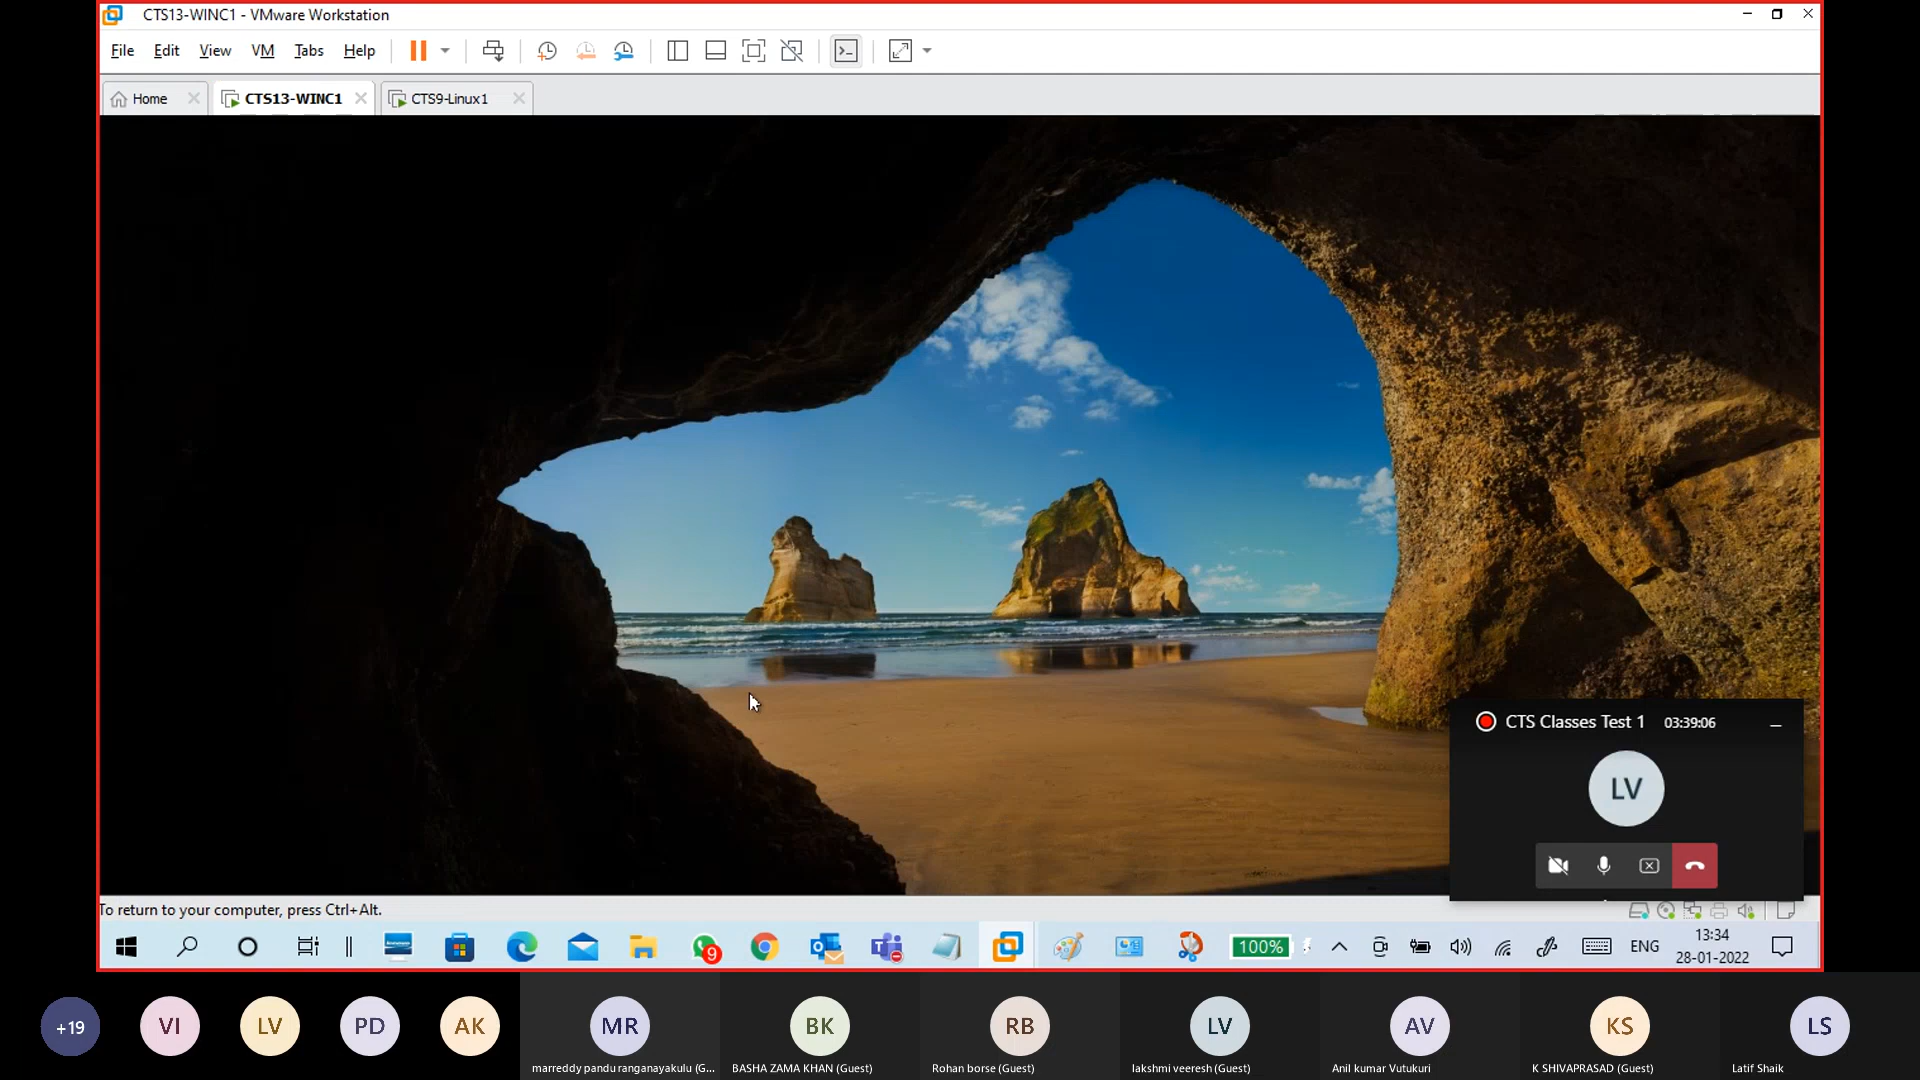 CTS13-WINC1 - VMware Workstation
File Edit View VM Tabs Help
Home CTS13-WINC1 CTS9-Linux1
CTS Classes Test 1 03:39:06
LV
To return to your computer, press Ctrl+Alt.
9 100% ENG 13:34
28-01-2022
+19 VI LV PD AK MR BK RB LV AV KS LS
marreddy pandu ranganayakulu (G... BASHA ZAMA KHAN (Guest) Rohan borse (Guest) lakshmi veeresh (Guest) Anil kumar Vutukuri K SHIVAPRASAD (Guest) Latif Shaik